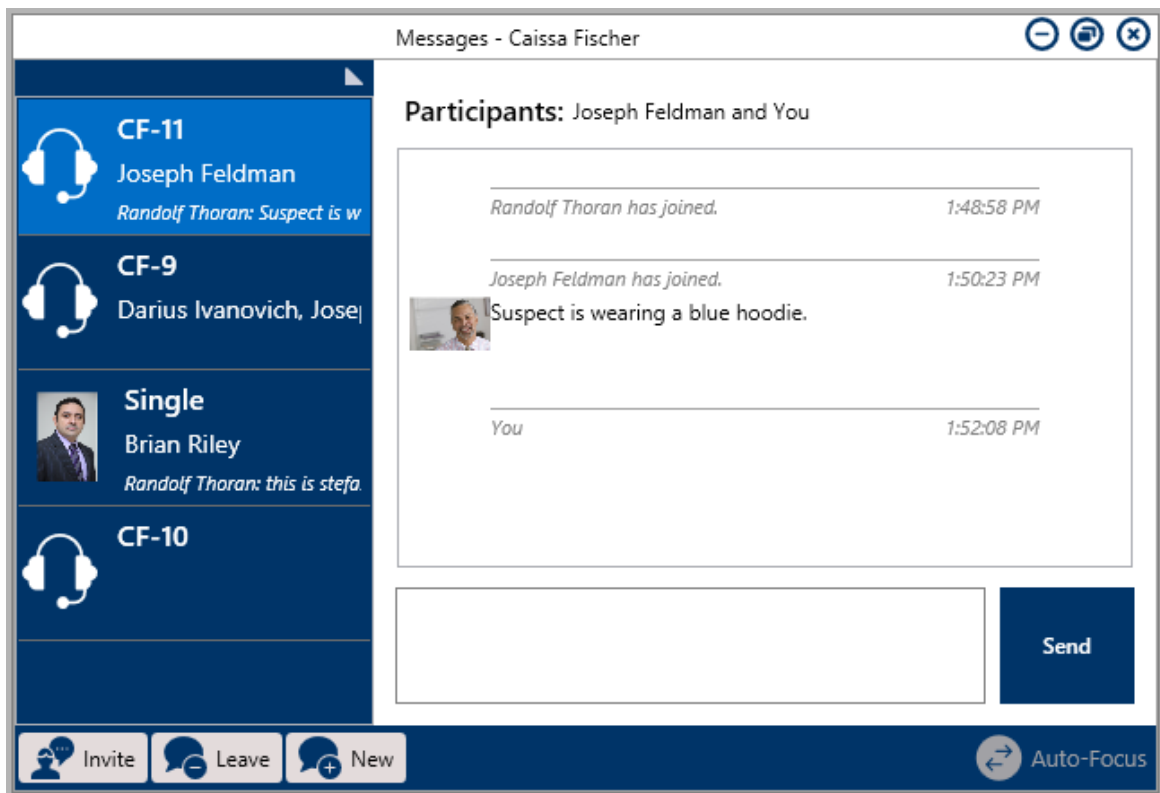 Messages - Caissa Fischer
CF-11
Joseph Feldman
Randolf Thoran: Suspect is w
CF-9
Darius Ivanovich, Josep
Single
Brian Riley
Randolf Thoran: this is stefa.
CF-10
Participants: Joseph Feldman and You
Randolf Thoran has joined. 1:48:58 PM
Joseph Feldman has joined. 1:50:23 PM
Suspect is wearing a blue hoodie.
You 1:52:08 PM
Send
Invite Leave New Auto-Focus